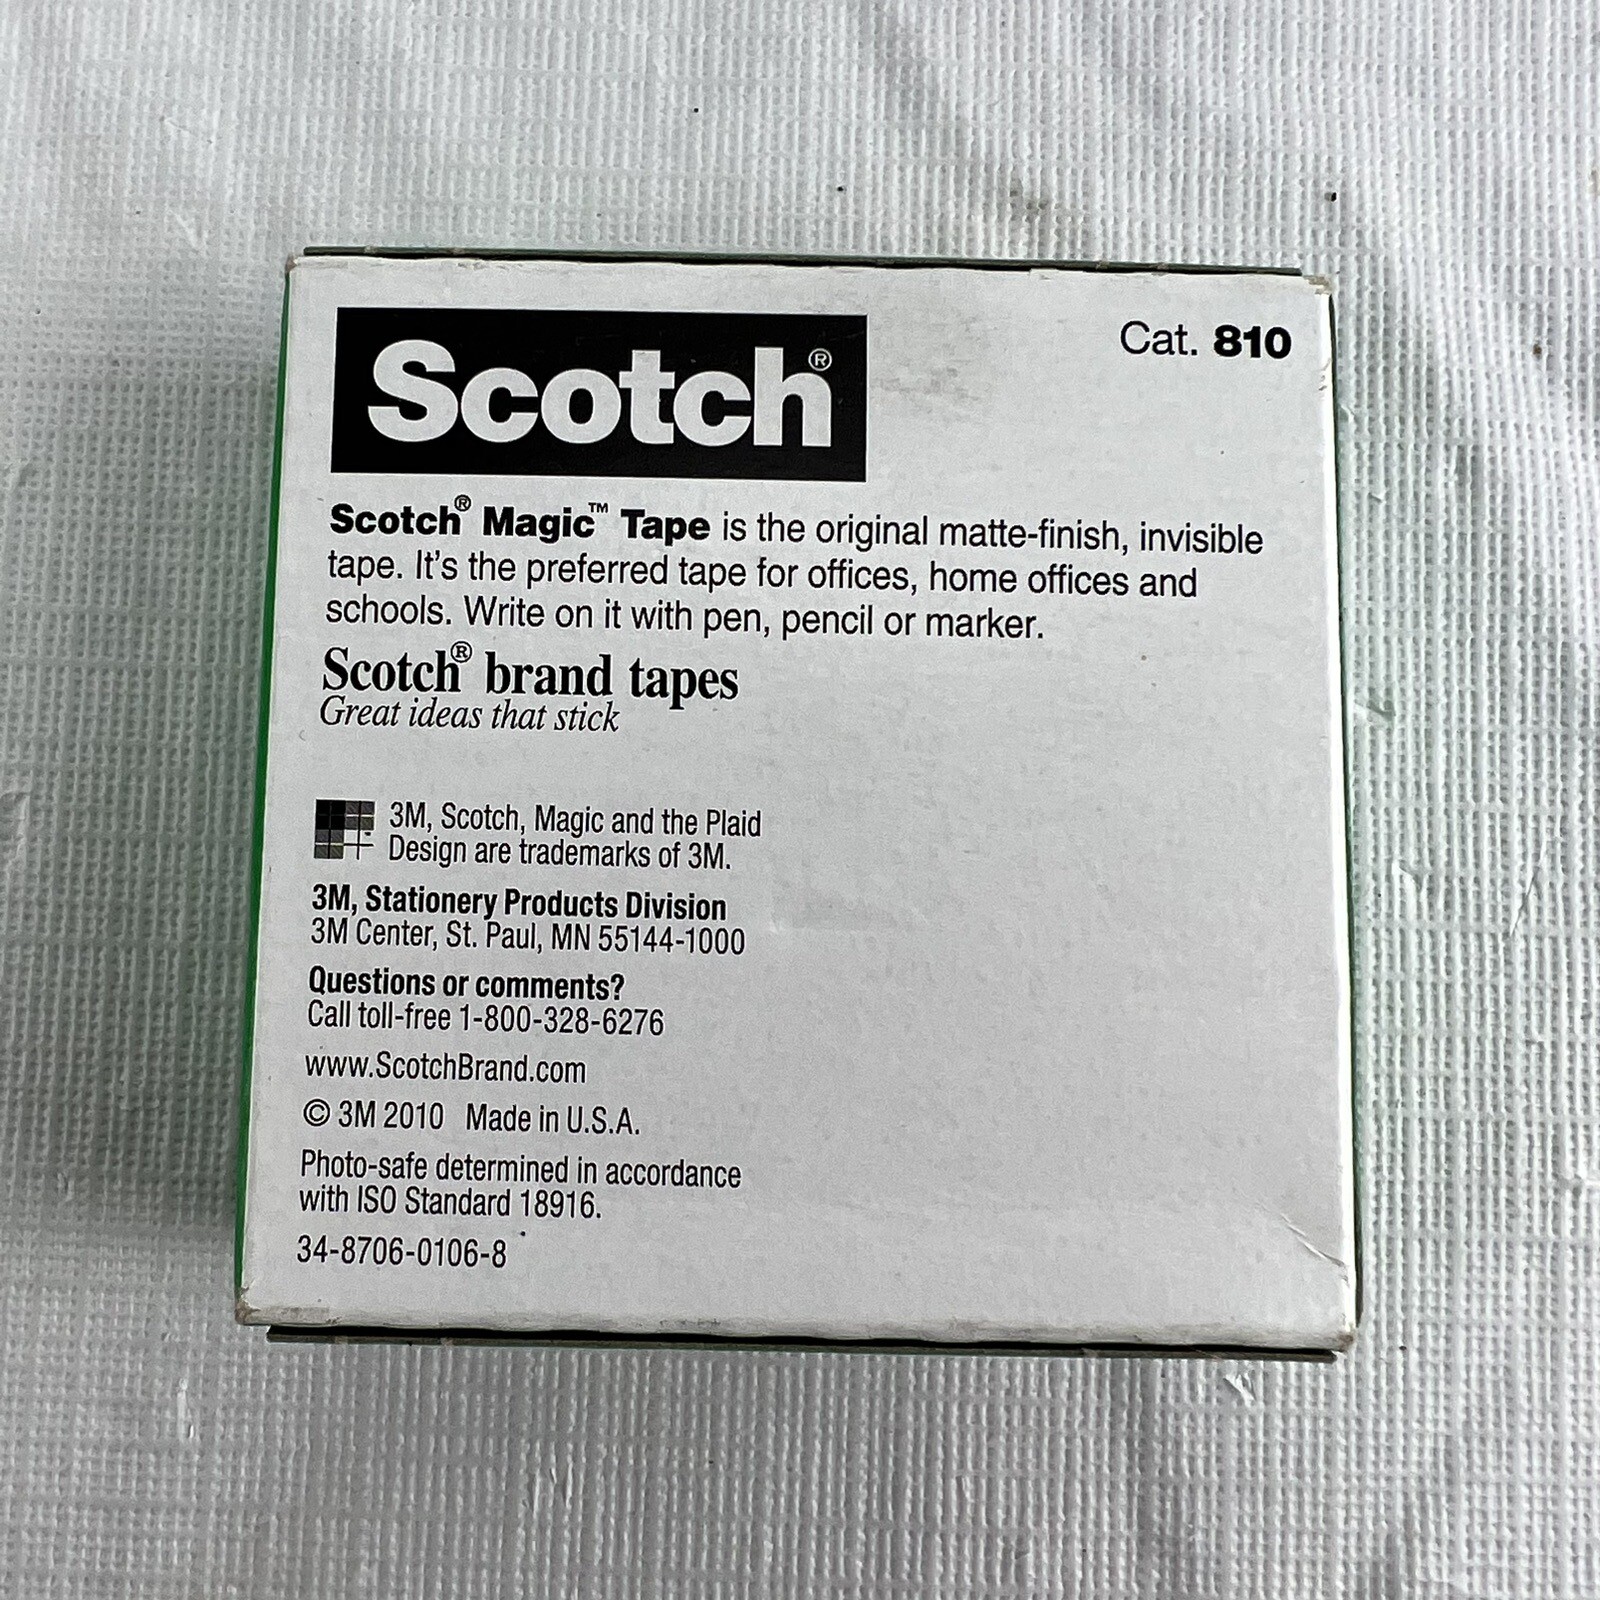 Scotch®
Cat. 810
Scotch® Magic™ Tape is the original matte-finish, invisible
tape. It's the preferred tape for offices, home offices and
schools. Write on it with pen, pencil or marker.
Scotch® brand tapes
Great ideas that stick
3M, Scotch, Magic and the Plaid
Design are trademarks of 3M.
3M, Stationery Products Division
3M Center, St. Paul, MN 55144-1000
Questions or comments?
Call toll-free 1-800-328-6276
www.ScotchBrand.com
© 3M 2010 Made in U.S.A.
Photo-safe determined in accordance
with ISO Standard 18916.
34-8706-0106-8